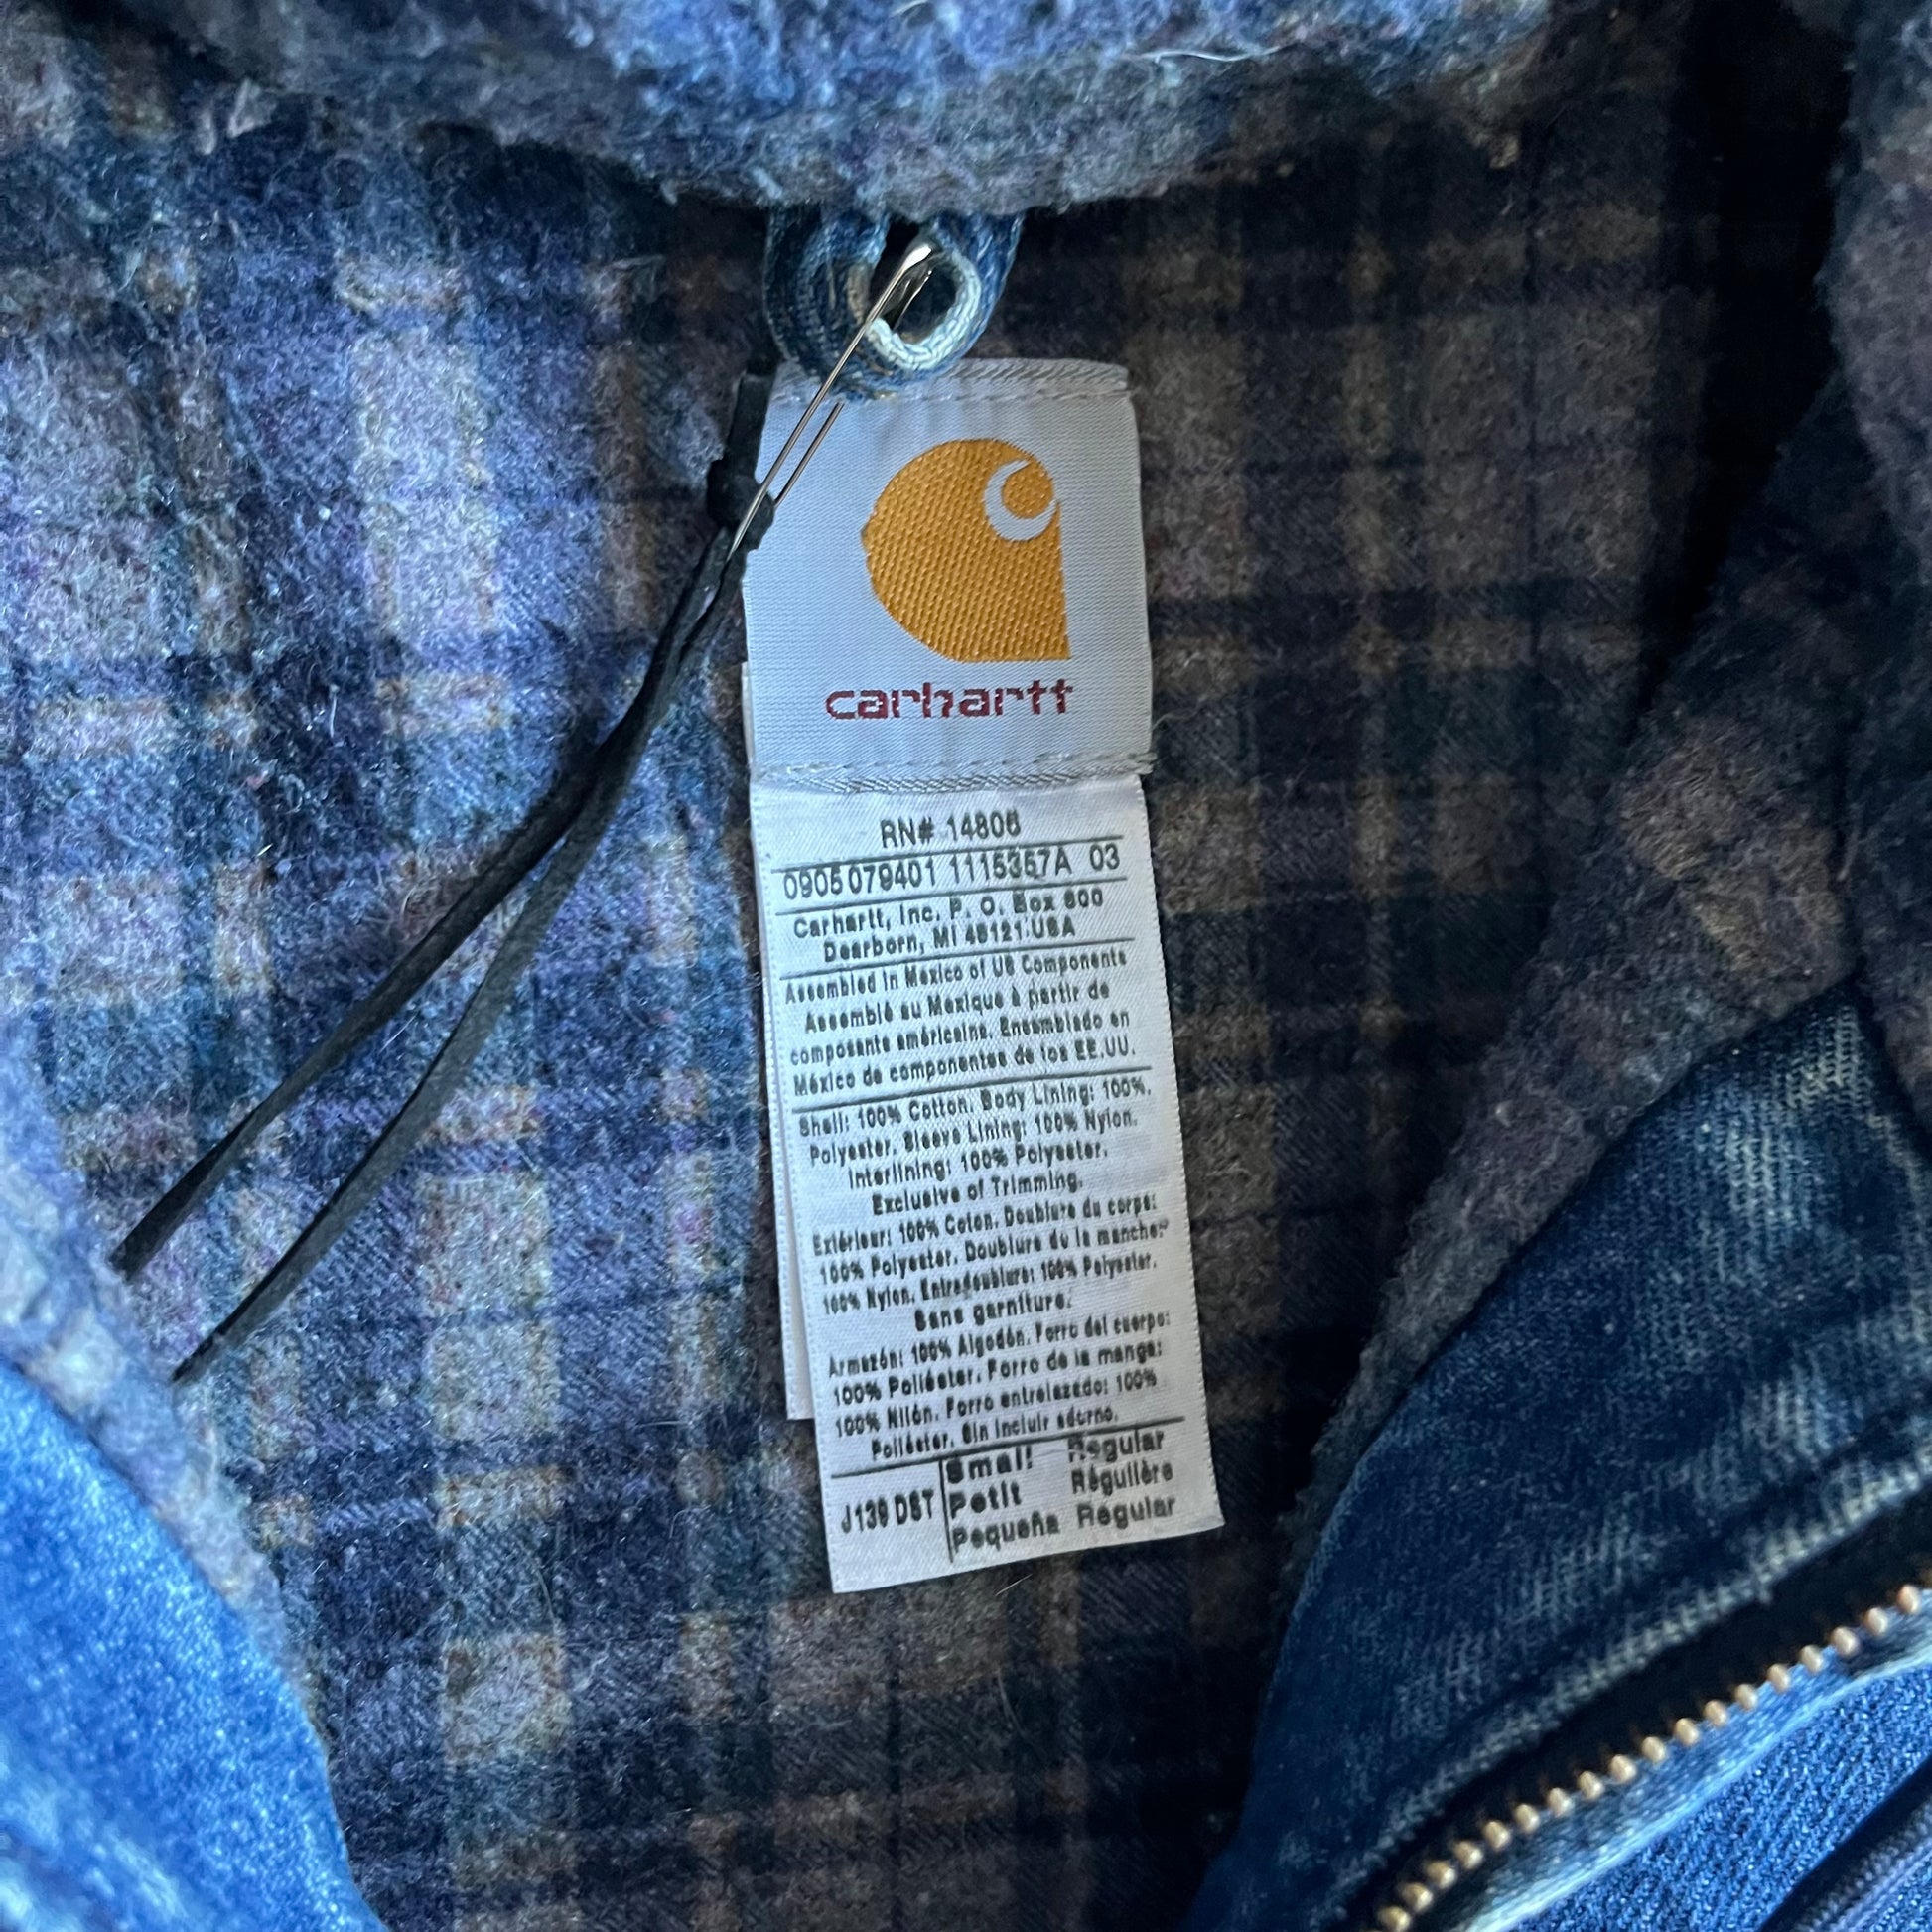 carhartt
RN# 14806
0905079401 1115357A 03
Carhartt, Inc. P. O. Box 600
Dearborn, MI 48121 USA
Assembled in Mexico of US Components
Assemblé au Mexique à partir de
composante américaine. Ensamblado en
México de componentes de los EE.UU.
Shell: 100% Cotton. Body Lining: 100%.
Polyester. Sleeve Lining: 100% Nylon.
Interlining: 100% Polyester.
Exclusive of Trimming.
Extérieur: 100% Coton. Doublure du corps:
100% Polyester. Doublure de la manche:
100% Nylon. Entredoublure: 100% Polyester.
Sans garniture.
Armazón: 100% Algodón. Forro del cuerpo:
100% Poliéster. Forro de la manga:
100% Nilón. Forro entrelazado: 100%
Poliéster. Sin incluir adorno.
J139 DST
Small Regular
Petit Régulière
Pequeña Regular